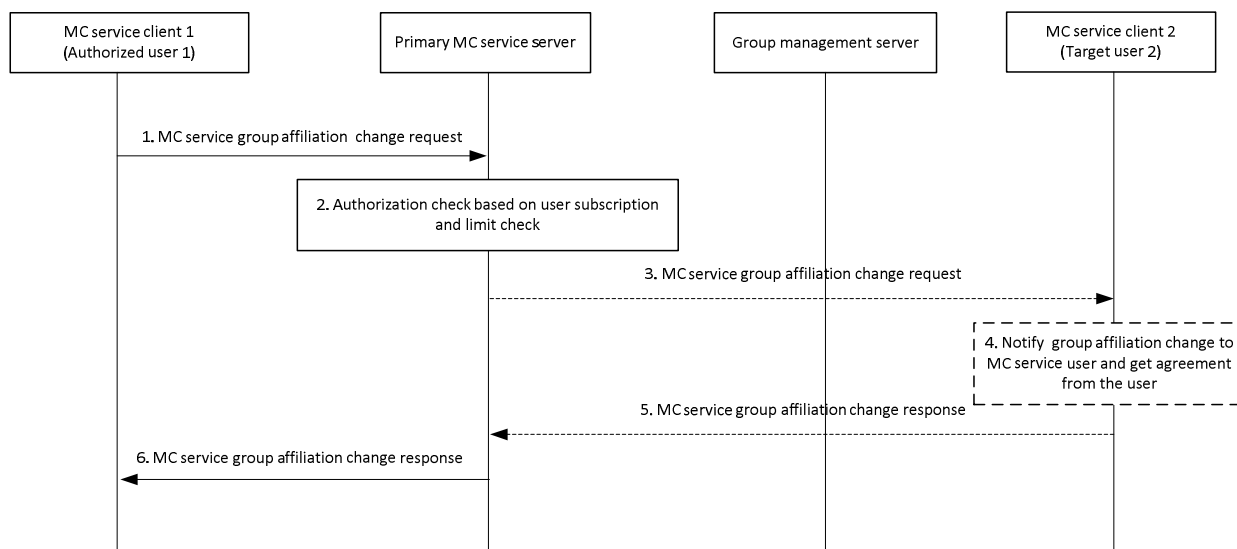 MC service client 1
(Authorized user 1)
Primary MC service server
Group management server
MC service client 2
(Target user 2)
1. MC service group affiliation change request
2. Authorization check based on user subscription
and limit check
3. MC service group affiliation change request
4. Notify group affiliation change to
MC service user and get agreement
from the user
5. MC service group affiliation change response
6. MC service group affiliation change response